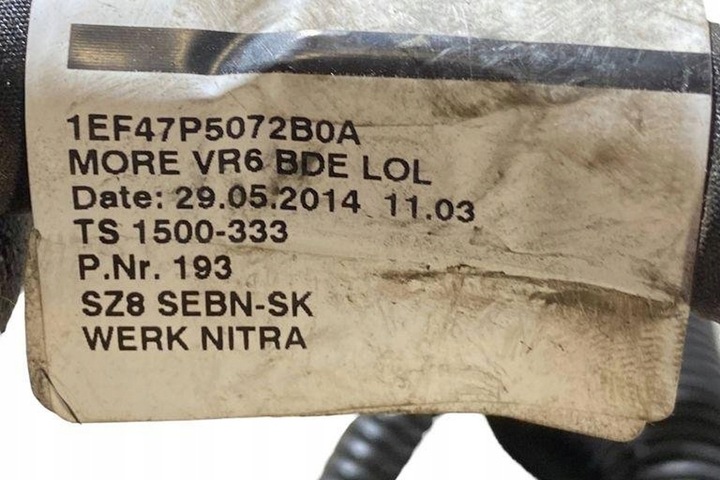 1EF47P5072B0A
MORE VR6 BDE LOL
Date: 29.05.2014 11.03
TS 1500-333
P.Nr. 193
SZ8 SEBN-SK
WERK NITRA